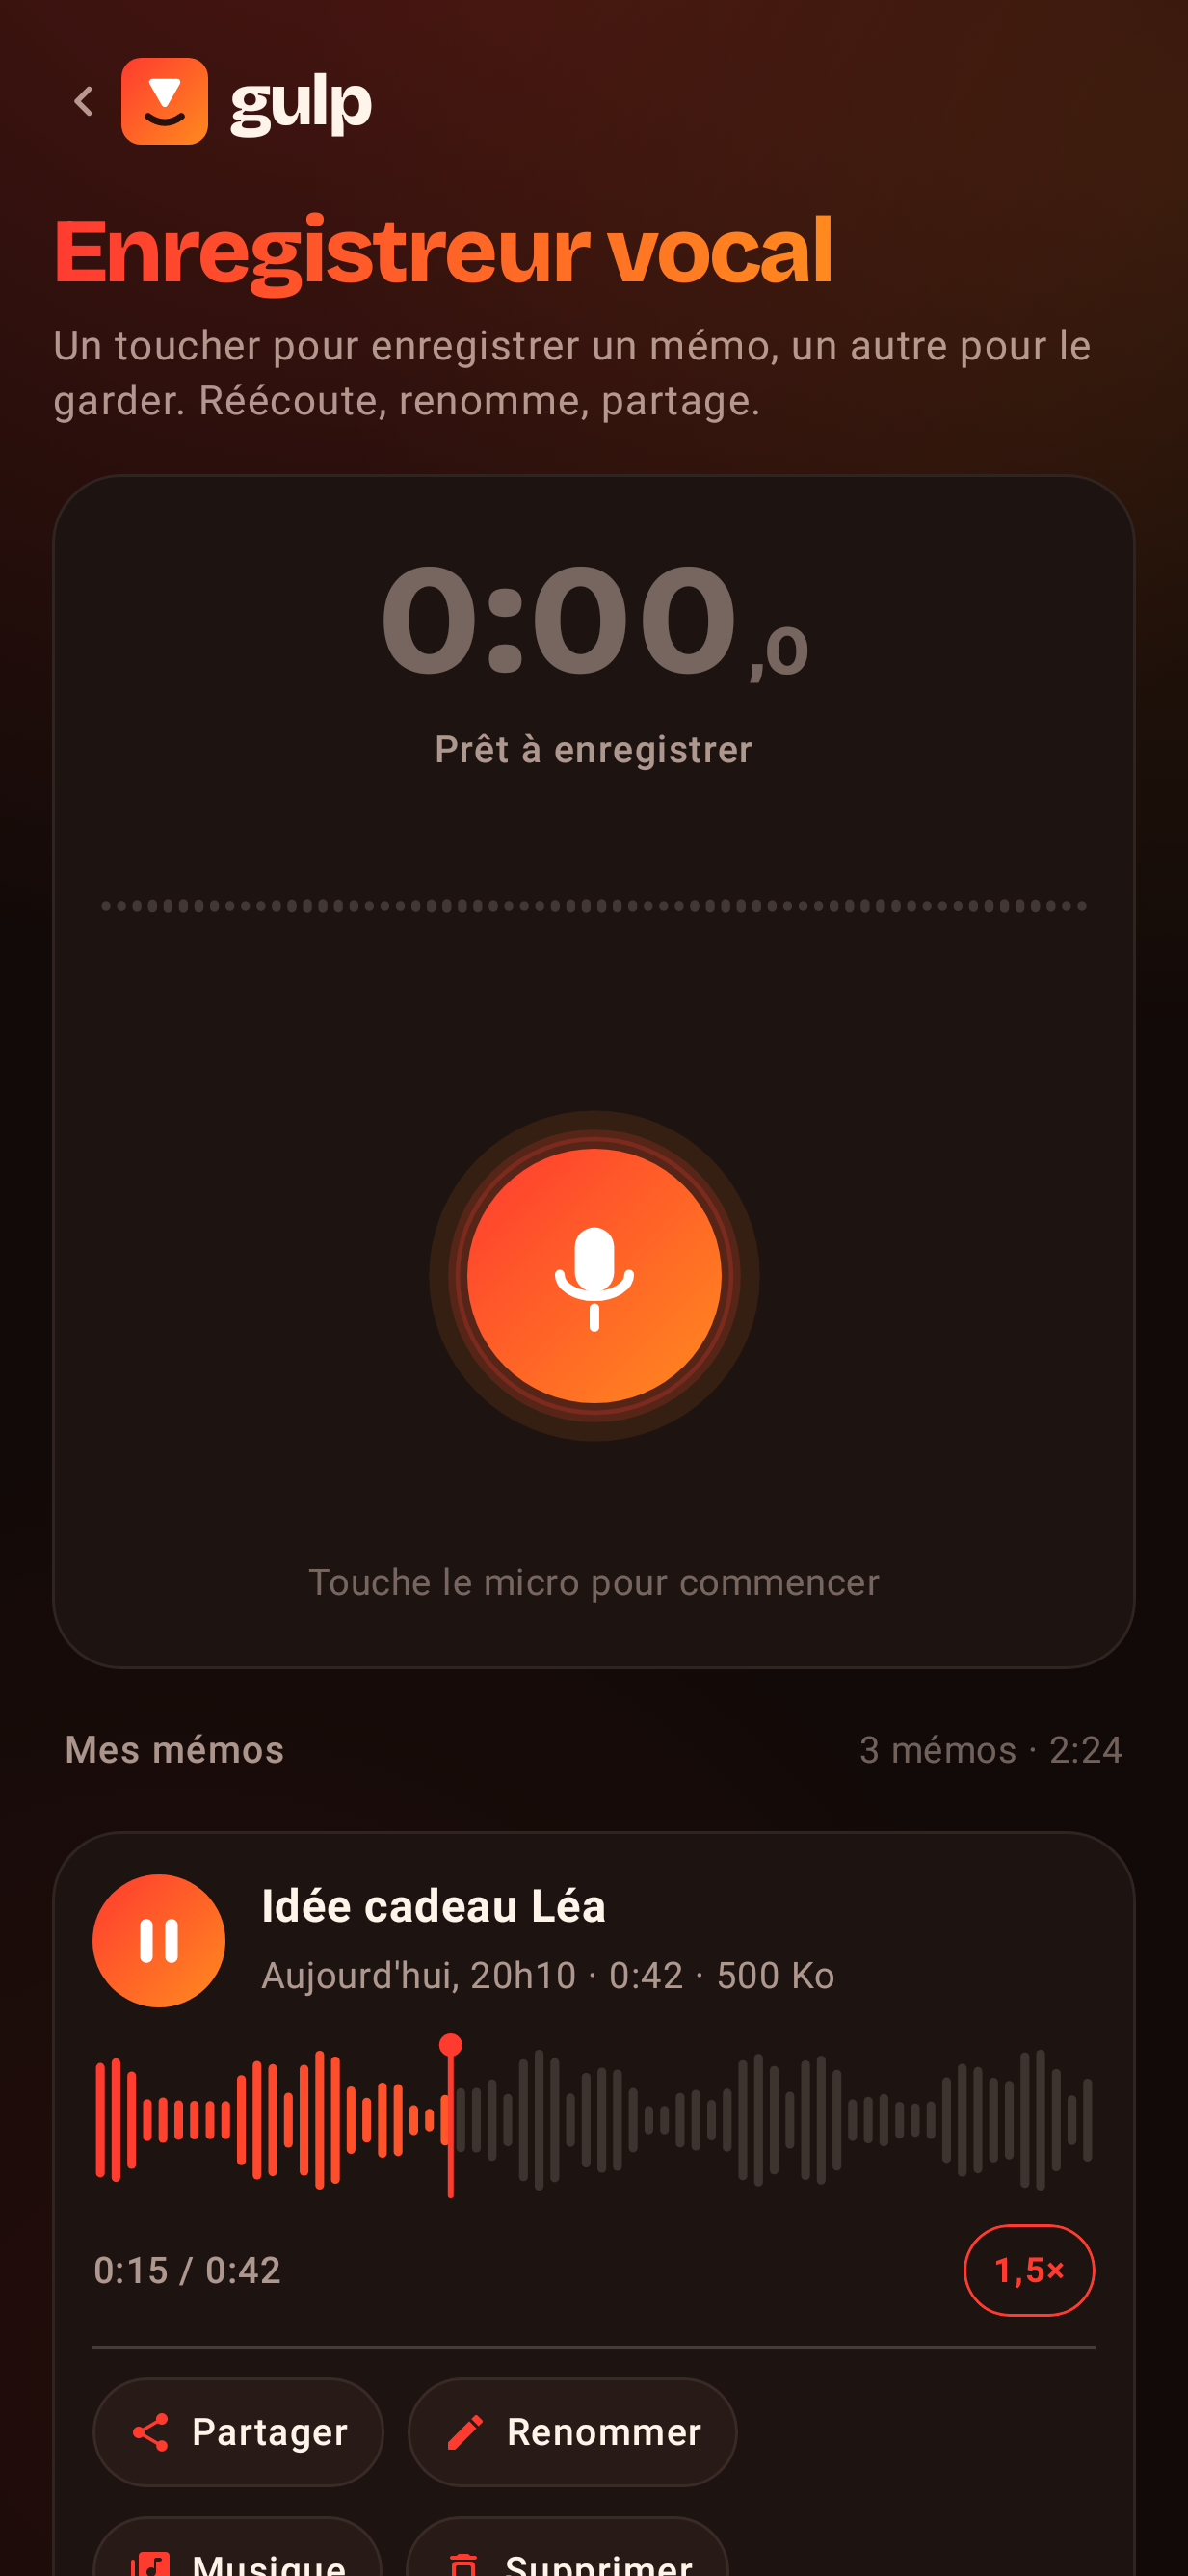 gulp
Enregistreur vocal
Un toucher pour enregistrer un mémo, un autre pour le
garder. Réécoute, renomme, partage.
0:00,0
Prêt à enregistrer
Touche le micro pour commencer
Mes mémos
3 mémos · 2:24
Idée cadeau Léa
Aujourd'hui, 20h10 · 0:42 · 500 Ko
0:15 / 0:42
1,5×
Partager
Renommer
Musique
Supprimer